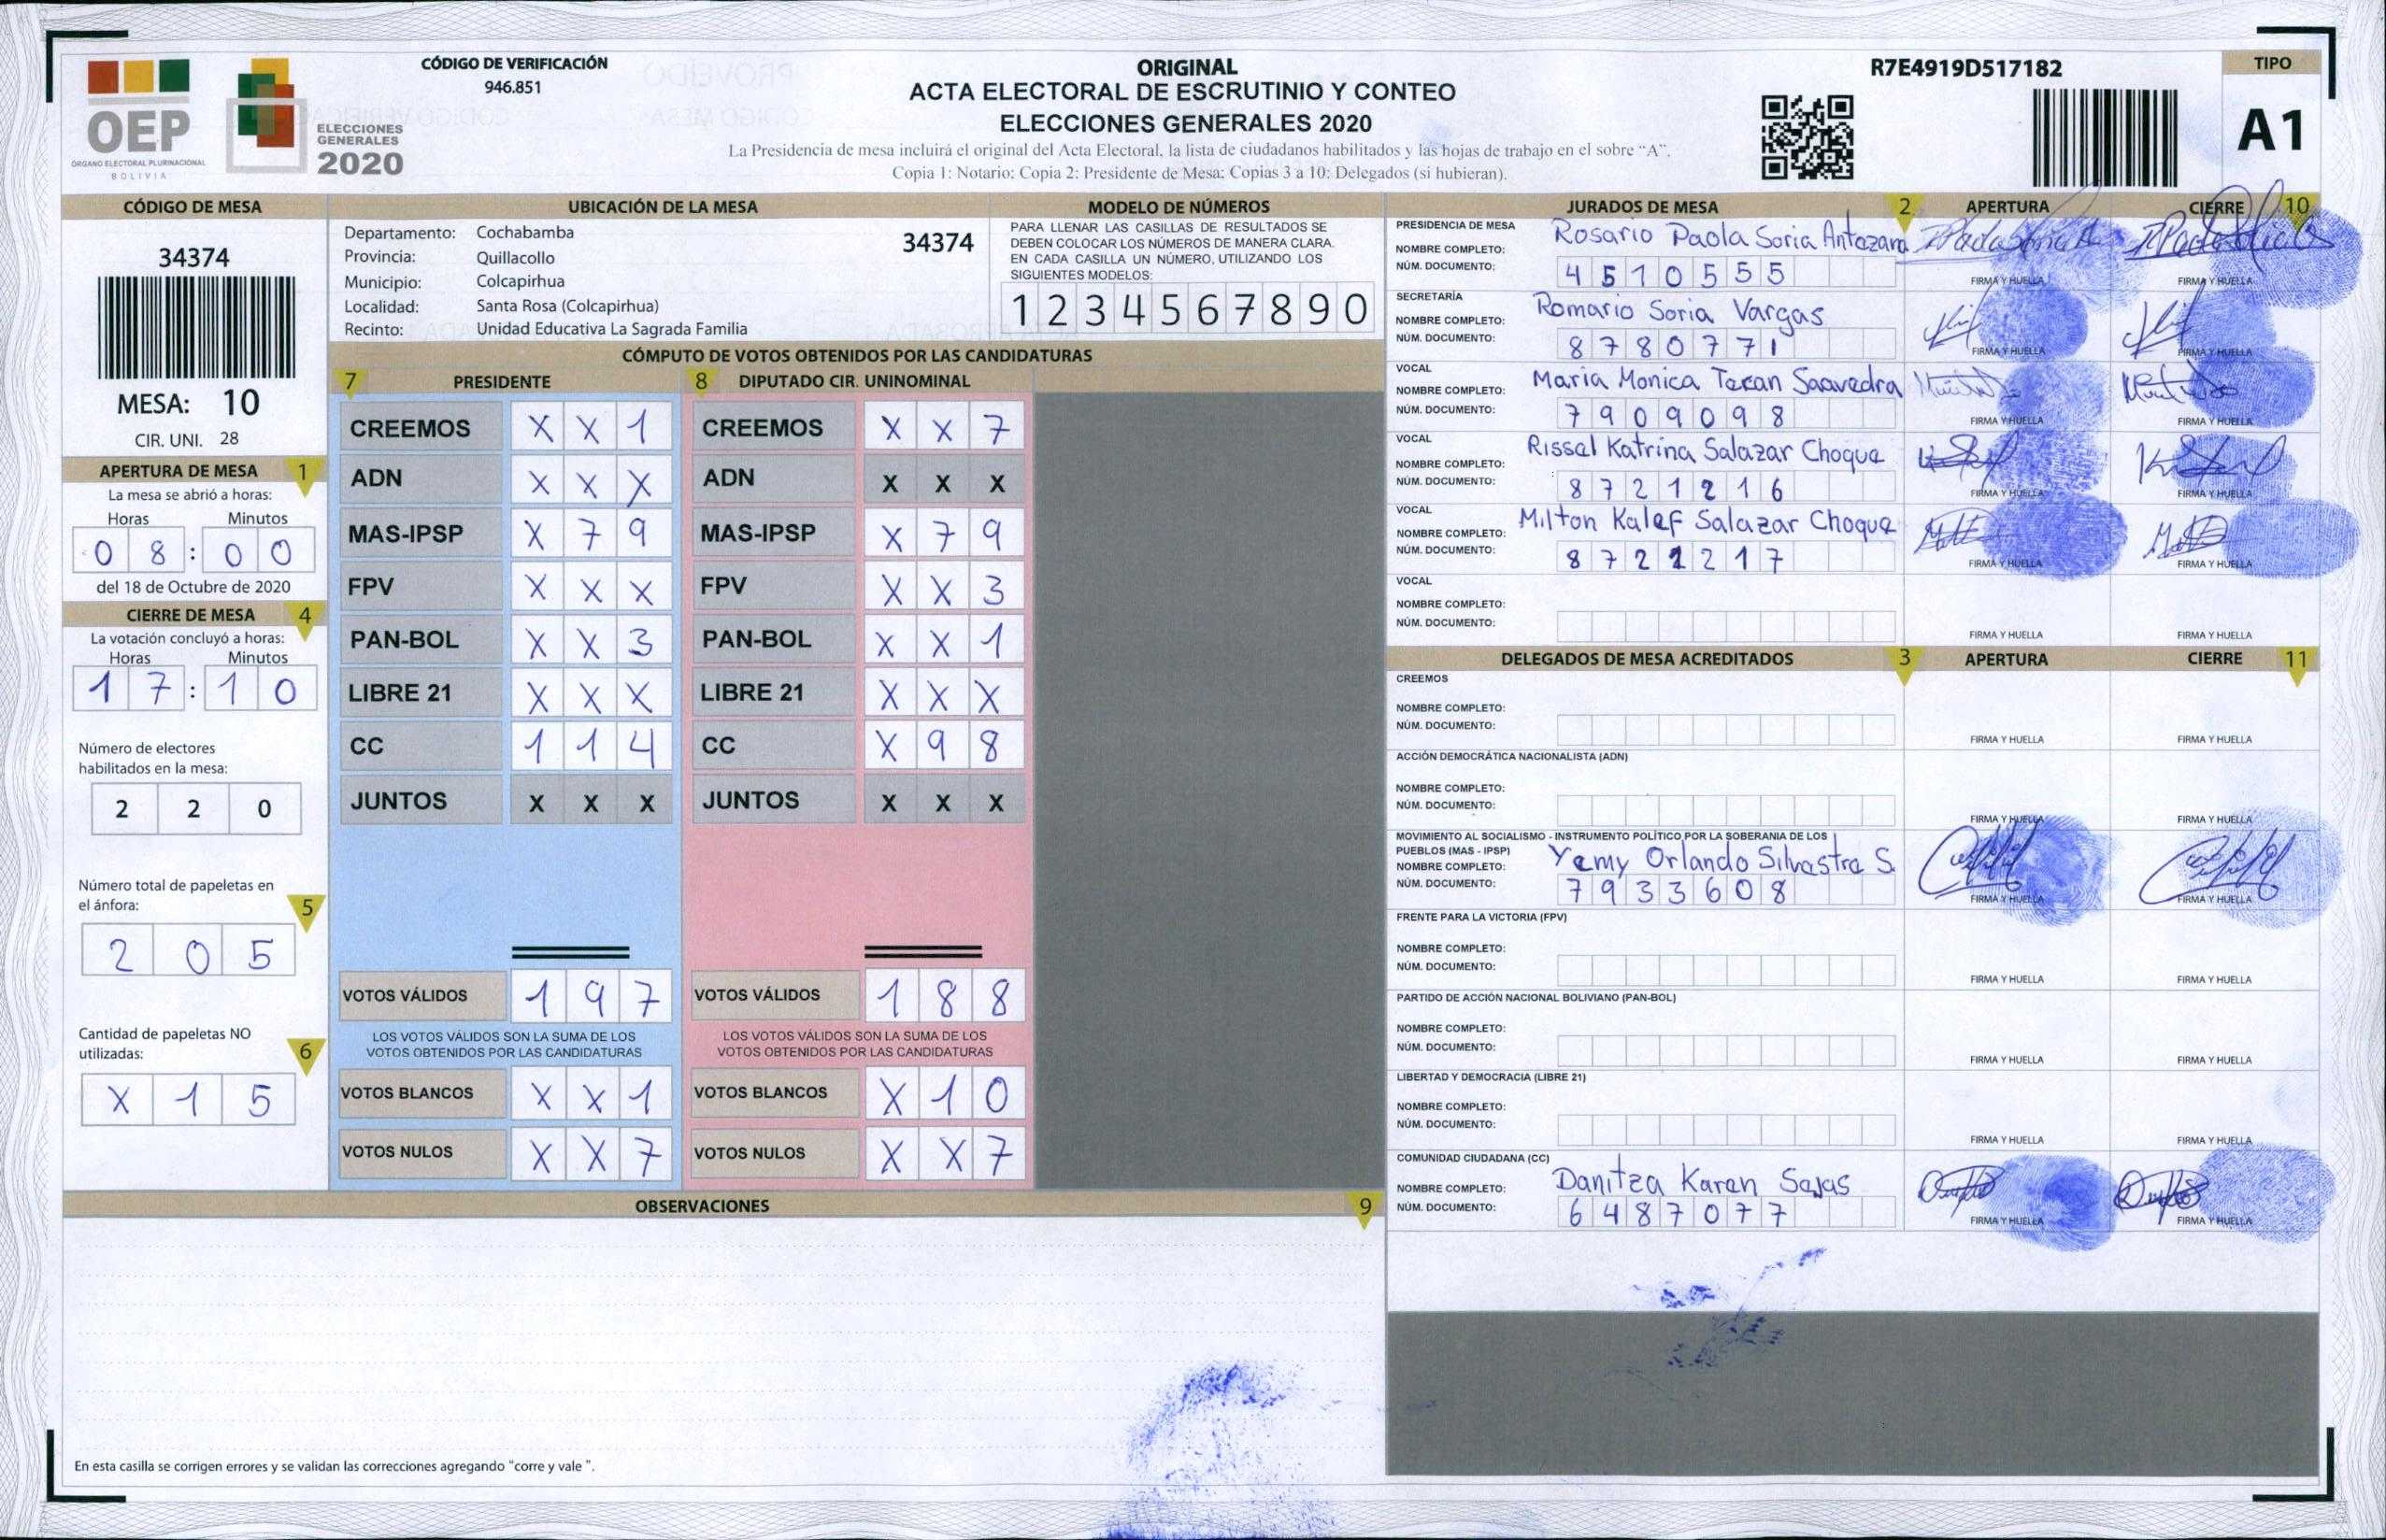 OEP
ÓRGANO ELECTORAL PLURINACIONAL
BOLIVIA
ELECCIONES
GENERALES
2020
CÓDIGO DE VERIFICACIÓN
946.851
ORIGINAL
ACTA ELECTORAL DE ESCRUTINIO Y CONTEO
ELECCIONES GENERALES 2020
La Presidencia de mesa incluirá el original del Acta Electoral, la lista de ciudadanos habilitados y las hojas de trabajo en el sobre “A”.
Copia 1: Notario; Copia 2: Presidente de Mesa; Copias 3 a 10: Delegados (si hubieran).
R7E4919D517182
TIPO
A1
CÓDIGO DE MESA
34374
MESA: 10
CIR. UNI. 28
APERTURA DE MESA 1
La mesa se abrió a horas:
Horas Minutos
0 8 : 0 0
del 18 de Octubre de 2020
CIERRE DE MESA 4
La votación concluyó a horas:
Horas Minutos
1 7 : 1 0
Número de electores
habilitados en la mesa:
2 2 0
Número total de papeletas en
el ánfora: 5
2 0 5
Cantidad de papeletas NO
utilizadas: 6
X 1 5
UBICACIÓN DE LA MESA
Departamento: Cochabamba
34374
Provincia: Quillacollo
Municipio: Colcapirhua
Localidad: Santa Rosa (Colcapirhua)
Recinto: Unidad Educativa La Sagrada Familia
MODELO DE NÚMEROS
PARA LLENAR LAS CASILLAS DE RESULTADOS SE
DEBEN COLOCAR LOS NÚMEROS DE MANERA CLARA.
EN CADA CASILLA UN NÚMERO, UTILIZANDO LOS
SIGUIENTES MODELOS:
1 2 3 4 5 6 7 8 9 0
CÓMPUTO DE VOTOS OBTENIDOS POR LAS CANDIDATURAS
7 PRESIDENTE
CREEMOS X X 1
ADN X X X
MAS-IPSP X 7 9
FPV X X X
PAN-BOL X X 3
LIBRE 21 X X X
CC 1 1 4
JUNTOS X X X
VOTOS VÁLIDOS 1 9 7
LOS VOTOS VÁLIDOS SON LA SUMA DE LOS
VOTOS OBTENIDOS POR LAS CANDIDATURAS
VOTOS BLANCOS X X 1
VOTOS NULOS X X 7
8 DIPUTADO CIR. UNINOMINAL
CREEMOS X X 7
ADN X X X
MAS-IPSP X 7 9
FPV X X 3
PAN-BOL X X 1
LIBRE 21 X X X
CC X 9 8
JUNTOS X X X
VOTOS VÁLIDOS 1 8 8
LOS VOTOS VÁLIDOS SON LA SUMA DE LOS
VOTOS OBTENIDOS POR LAS CANDIDATURAS
VOTOS BLANCOS X 1 0
VOTOS NULOS X X 7
OBSERVACIONES 9
En esta casilla se corrigen errores y se validan las correcciones agregando “corre y vale ”.
JURADOS DE MESA 2 APERTURA CIERRE 10
PRESIDENCIA DE MESA
NOMBRE COMPLETO: Rosario Paola Soria Antezana
NÚM. DOCUMENTO: 4510555
FIRMA Y HUELLA FIRMA Y HUELLA
SECRETARÍA
NOMBRE COMPLETO: Romario Soria Vargas
NÚM. DOCUMENTO: 8780771
FIRMA Y HUELLA FIRMA Y HUELLA
VOCAL
NOMBRE COMPLETO: Maria Monica Teran Saavedra
NÚM. DOCUMENTO: 7909098
FIRMA Y HUELLA FIRMA Y HUELLA
VOCAL
NOMBRE COMPLETO: Rissel Katrina Salazar Choque
NÚM. DOCUMENTO: 8721216
FIRMA Y HUELLA FIRMA Y HUELLA
VOCAL
NOMBRE COMPLETO: Milton Kalef Salazar Choque
NÚM. DOCUMENTO: 8721217
FIRMA Y HUELLA FIRMA Y HUELLA
VOCAL
NOMBRE COMPLETO:
NÚM. DOCUMENTO:
FIRMA Y HUELLA FIRMA Y HUELLA
DELEGADOS DE MESA ACREDITADOS 3 APERTURA CIERRE 11
CREEMOS
NOMBRE COMPLETO:
NÚM. DOCUMENTO:
FIRMA Y HUELLA FIRMA Y HUELLA
ACCIÓN DEMOCRÁTICA NACIONALISTA (ADN)
NOMBRE COMPLETO:
NÚM. DOCUMENTO:
FIRMA Y HUELLA FIRMA Y HUELLA
MOVIMIENTO AL SOCIALISMO - INSTRUMENTO POLÍTICO POR LA SOBERANIA DE LOS
PUEBLOS (MAS - IPSP)
NOMBRE COMPLETO: Yemy Orlando Silvestre S.
NÚM. DOCUMENTO: 7933608
FIRMA Y HUELLA FIRMA Y HUELLA
FRENTE PARA LA VICTORIA (FPV)
NOMBRE COMPLETO:
NÚM. DOCUMENTO:
FIRMA Y HUELLA FIRMA Y HUELLA
PARTIDO DE ACCIÓN NACIONAL BOLIVIANO (PAN-BOL)
NOMBRE COMPLETO:
NÚM. DOCUMENTO:
FIRMA Y HUELLA FIRMA Y HUELLA
LIBERTAD Y DEMOCRACIA (LIBRE 21)
NOMBRE COMPLETO:
NÚM. DOCUMENTO:
FIRMA Y HUELLA FIRMA Y HUELLA
COMUNIDAD CIUDADANA (CC)
NOMBRE COMPLETO: Danitza Karen Sejas
NÚM. DOCUMENTO: 6487077
FIRMA Y HUELLA FIRMA Y HUELLA